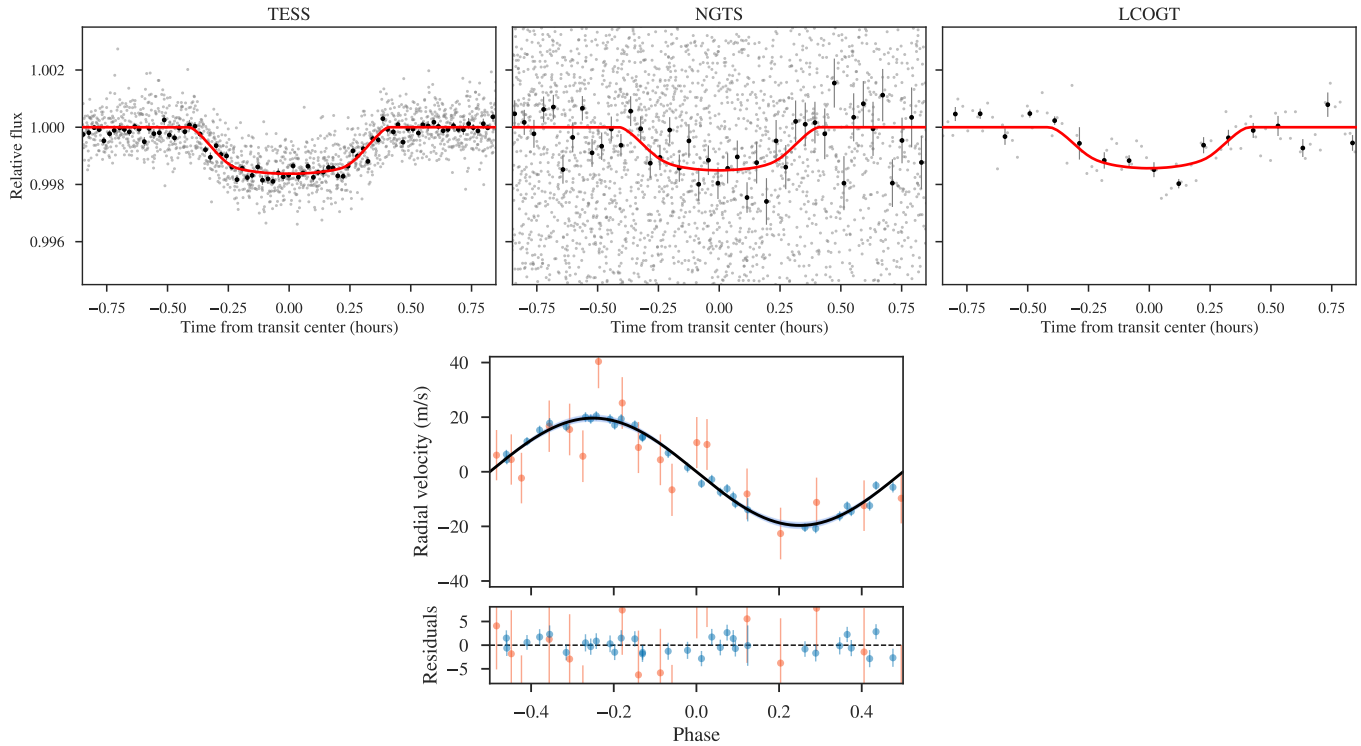 TESS
NGTS
LCOGT
Relative flux
1.002
1.000
0.998
0.996
−0.75 −0.50 −0.25 0.00 0.25 0.50 0.75
−0.75 −0.50 −0.25 0.00 0.25 0.50 0.75
−0.75 −0.50 −0.25 0.00 0.25 0.50 0.75
Time from transit center (hours)
Time from transit center (hours)
Time from transit center (hours)
Radial velocity (m/s)
40
20
0
−20
−40
Residuals
5
0
−5
−0.4 −0.2 0.0 0.2 0.4
Phase